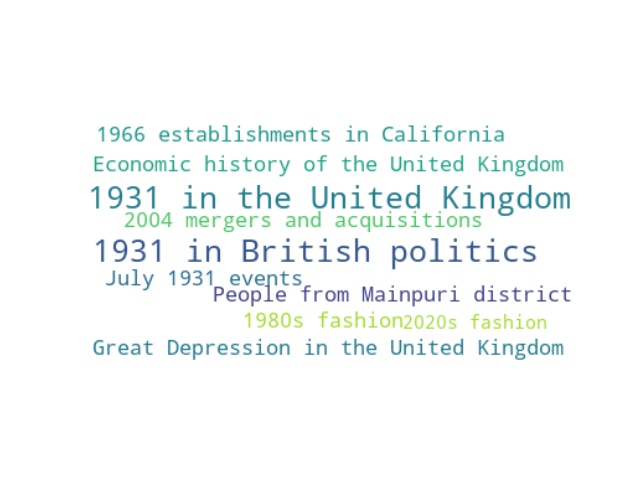 1966 establishments in California
Economic history of the United Kingdom
1931 in the United Kingdom
2004 mergers and acquisitions
1931 in British politics
July 1931 events
People from Mainpuri district
1980s fashion
2020s fashion
Great Depression in the United Kingdom